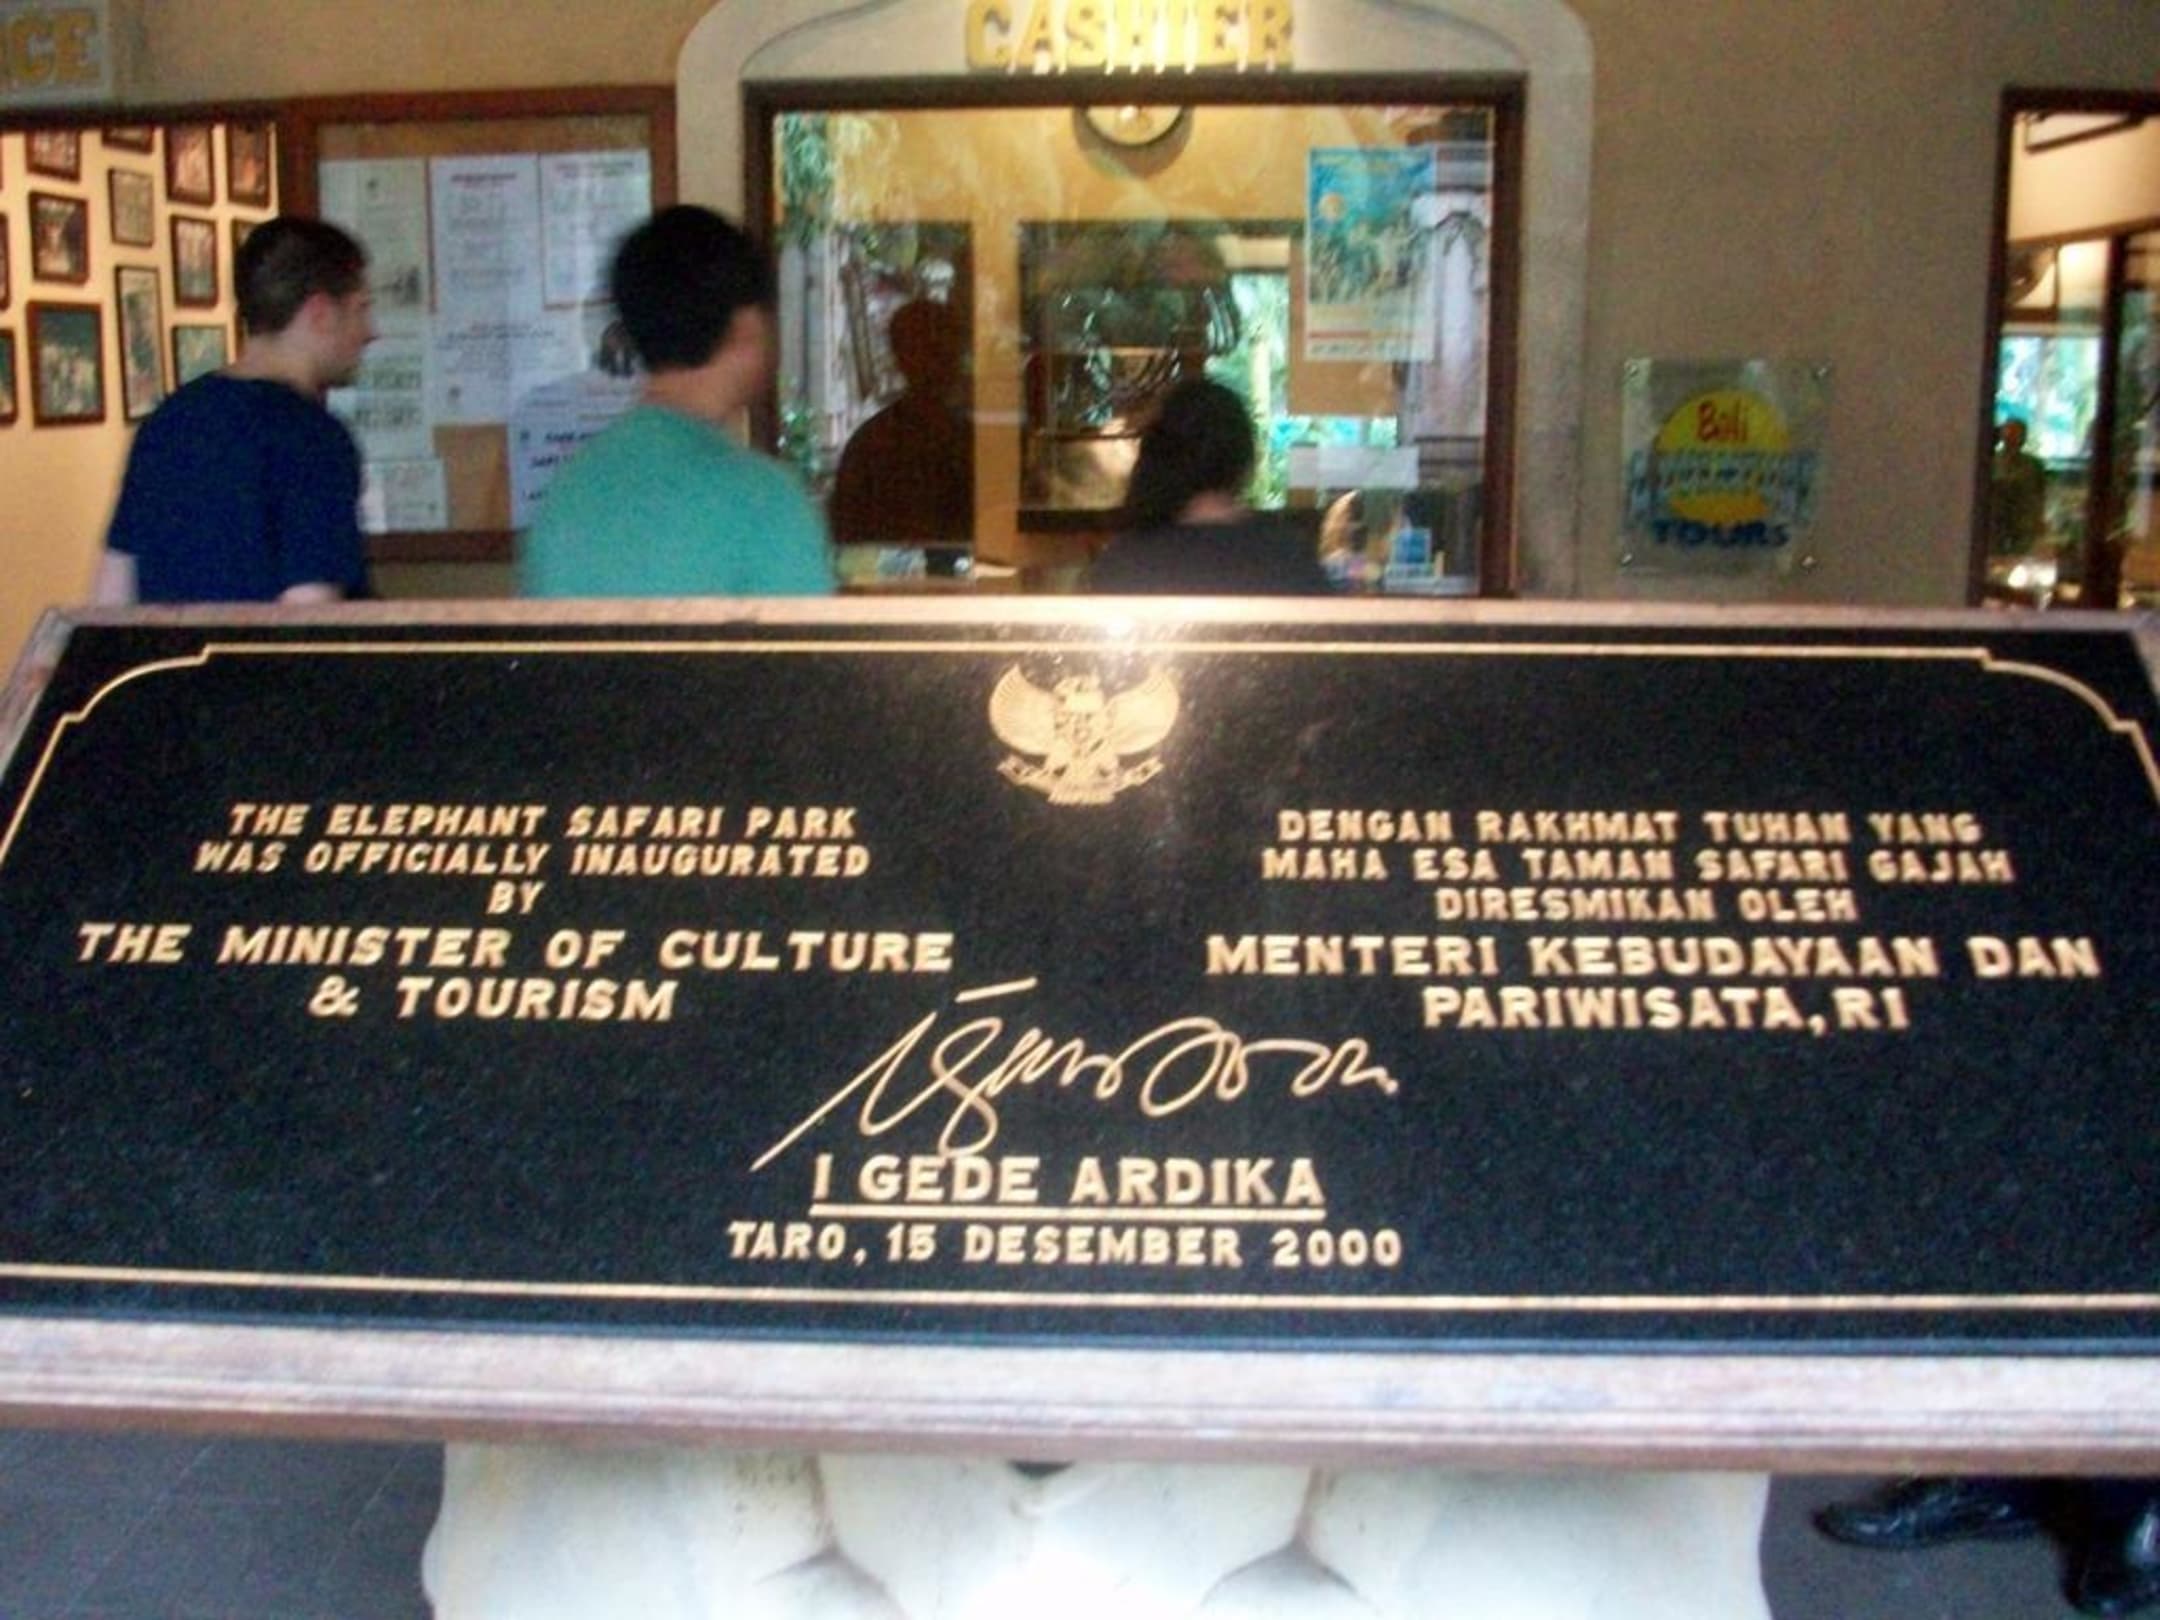 CE
CASHIER
Bali
ADVENTURE
TOURS
THE ELEPHANT SAFARI PARK
WAS OFFICIALLY INAUGURATED
BY
THE MINISTER OF CULTURE
& TOURISM
DENGAN RAKHMAT TUHAN YANG
MAHA ESA TAMAN SAFARI GAJAH
DIRESMIKAN OLEH
MENTERI KEBUDAYAAN DAN
PARIWISATA, RI
I GEDE ARDIKA
TARO, 15 DESEMBER 2000